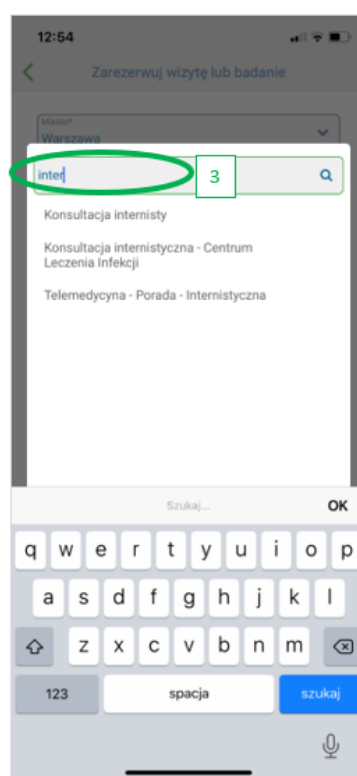 12:54
Zarezerwuj wizytę lub badanie
Miasto*
Warszawa
inter
3
Konsultacja internisty
Konsultacja internistyczna - Centrum
Leczenia Infekcji
Telemedycyna - Porada - Internistyczna
Szukaj...
OK
q w e r t y u i o p
a s d f g h j k l
z x c v b n m
123 spacja szukaj